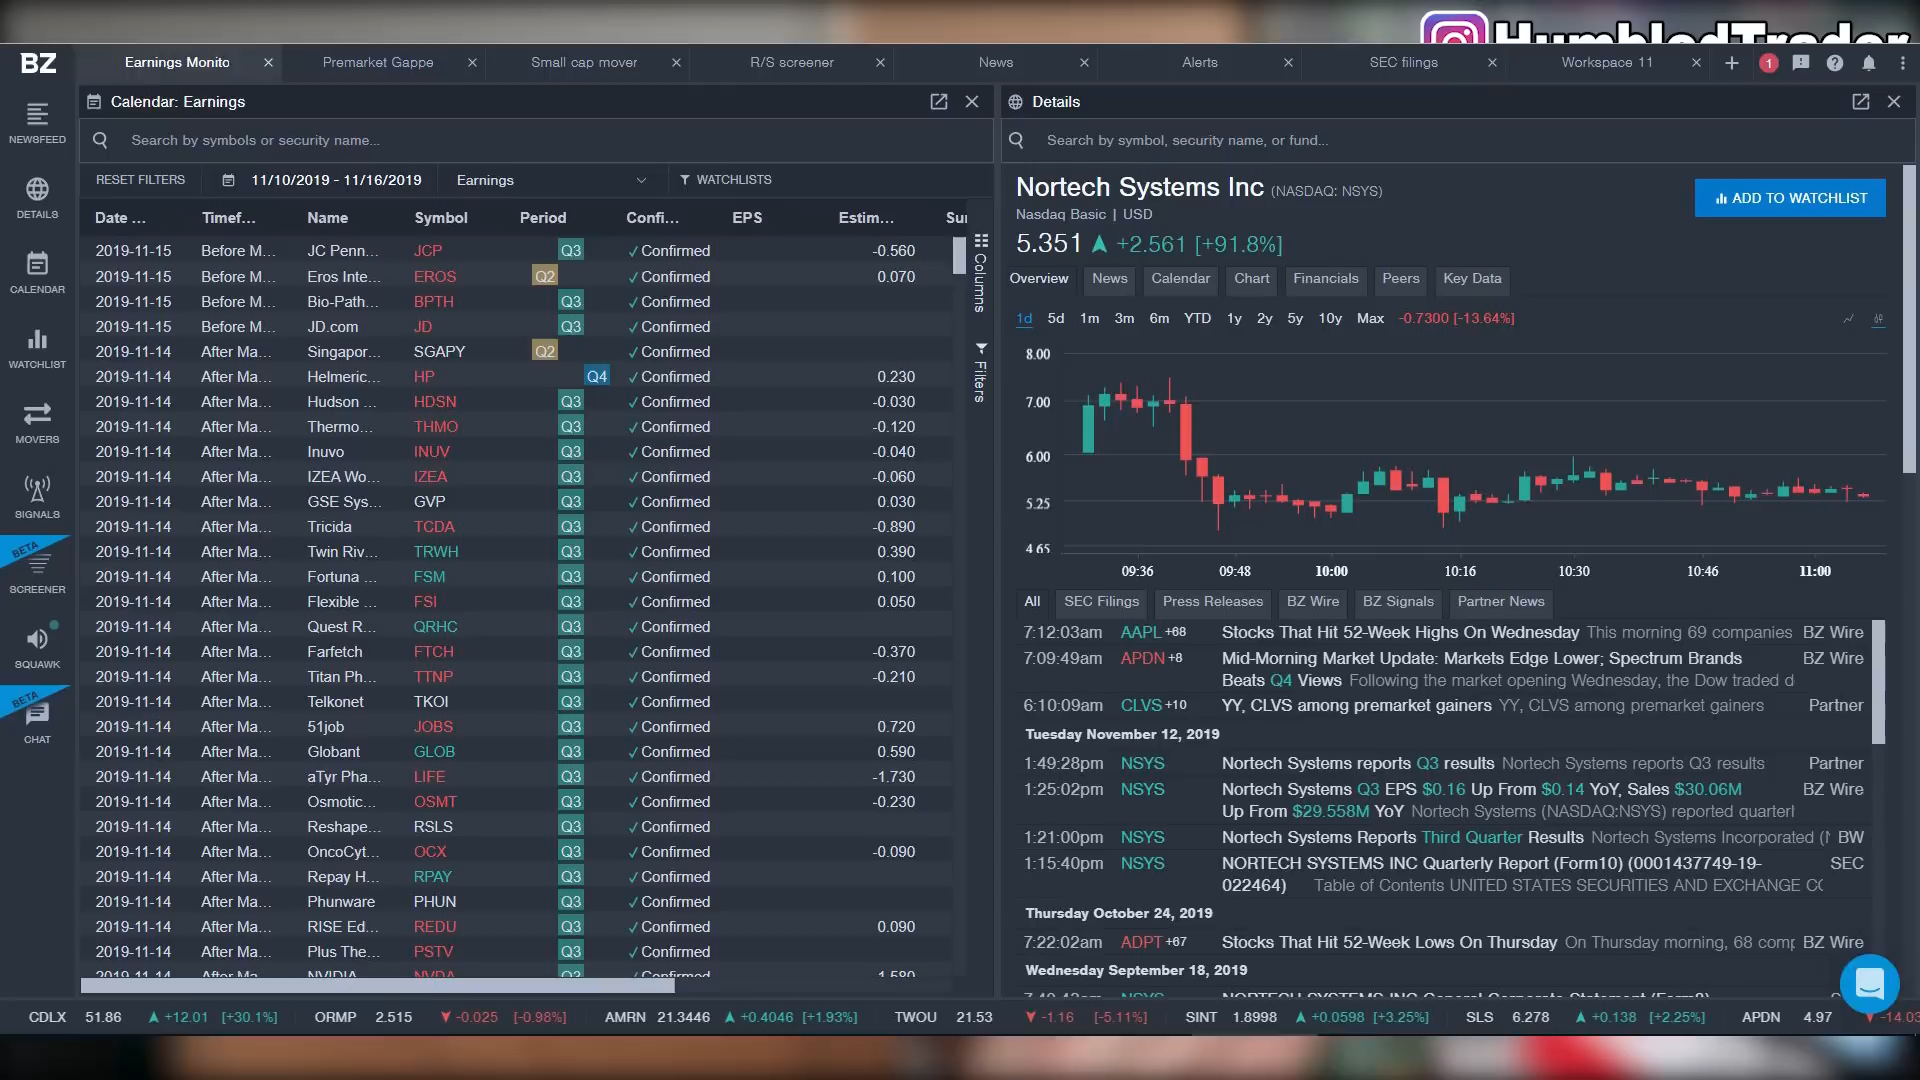 HumbledTrader
BZ
Earnings Monito
Premarket Gappe
Small cap mover
R/S screener
News
Alerts
SEC filings
Workspace 11
1
NEWSFEED
DETAILS
CALENDAR
WATCHLIST
MOVERS
SIGNALS
BETA
SCREENER
SQUAWK
BETA
CHAT
Calendar: Earnings
Search by symbols or security name...
RESET FILTERS 11/10/2019 - 11/16/2019 Earnings WATCHLISTS
Date ... Timef... Name Symbol Period Confi... EPS Estim... Sur
2019-11-15 Before M... JC Penn... JCP Q3 ✓Confirmed -0.560
2019-11-15 Before M... Eros Inte... EROS Q2 ✓Confirmed 0.070
2019-11-15 Before M... Bio-Path... BPTH Q3 ✓Confirmed
2019-11-15 Before M... JD.com JD Q3 ✓Confirmed
2019-11-14 After Ma... Singapor... SGAPY Q2 ✓Confirmed
2019-11-14 After Ma... Helmeric... HP Q4 ✓Confirmed 0.230
2019-11-14 After Ma... Hudson ... HDSN Q3 ✓Confirmed -0.030
2019-11-14 After Ma... Thermo... THMO Q3 ✓Confirmed -0.120
2019-11-14 After Ma... Inuvo INUV Q3 ✓Confirmed -0.040
2019-11-14 After Ma... IZEA Wo... IZEA Q3 ✓Confirmed -0.060
2019-11-14 After Ma... GSE Sys... GVP Q3 ✓Confirmed 0.030
2019-11-14 After Ma... Tricida TCDA Q3 ✓Confirmed -0.890
2019-11-14 After Ma... Twin Riv... TRWH Q3 ✓Confirmed 0.390
2019-11-14 After Ma... Fortuna ... FSM Q3 ✓Confirmed 0.100
2019-11-14 After Ma... Flexible ... FSI Q3 ✓Confirmed 0.050
2019-11-14 After Ma... Quest R... QRHC Q3 ✓Confirmed
2019-11-14 After Ma... Farfetch FTCH Q3 ✓Confirmed -0.370
2019-11-14 After Ma... Titan Ph... TTNP Q3 ✓Confirmed -0.210
2019-11-14 After Ma... Telkonet TKOI Q3 ✓Confirmed
2019-11-14 After Ma... 51job JOBS Q3 ✓Confirmed 0.720
2019-11-14 After Ma... Globant GLOB Q3 ✓Confirmed 0.590
2019-11-14 After Ma... aTyr Pha... LIFE Q3 ✓Confirmed -1.730
2019-11-14 After Ma... Osmotic... OSMT Q3 ✓Confirmed -0.230
2019-11-14 After Ma... Reshape... RSLS Q3 ✓Confirmed
2019-11-14 After Ma... OncoCyt... OCX Q3 ✓Confirmed -0.090
2019-11-14 After Ma... Repay H... RPAY Q3 ✓Confirmed
2019-11-14 After Ma... Phunware PHUN Q3 ✓Confirmed
2019-11-14 After Ma... RISE Ed... REDU Q3 ✓Confirmed 0.090
2019-11-14 After Ma... Plus The... PSTV Q3 ✓Confirmed
2019-11-14 After Ma... NVIDIA NVDA Q3 ✓Confirmed 1.580
Columns
Filters
Details
Search by symbol, security name, or fund...
Nortech Systems Inc (NASDAQ: NSYS)
ADD TO WATCHLIST
Nasdaq Basic | USD
5.351 +2.561 [+91.8%]
Overview News Calendar Chart Financials Peers Key Data
1d 5d 1m 3m 6m YTD 1y 2y 5y 10y Max -0.7300 [-13.64%]
8.00
7.00
6.00
5.25
4.65
09:36 09:48 10:00 10:16 10:30 10:46 11:00
All SEC Filings Press Releases BZ Wire BZ Signals Partner News
7:12:03am AAPL +68 Stocks That Hit 52-Week Highs On Wednesday This morning 69 companies BZ Wire
7:09:49am APDN +8 Mid-Morning Market Update: Markets Edge Lower; Spectrum Brands BZ Wire
Beats Q4 Views Following the market opening Wednesday, the Dow traded d
6:10:09am CLVS +10 YY, CLVS among premarket gainers YY, CLVS among premarket gainers Partner
Tuesday November 12, 2019
1:49:28pm NSYS Nortech Systems reports Q3 results Nortech Systems reports Q3 results Partner
1:25:02pm NSYS Nortech Systems Q3 EPS $0.16 Up From $0.14 YoY, Sales $30.06M BZ Wire
Up From $29.558M YoY Nortech Systems (NASDAQ:NSYS) reported quarterl
1:21:00pm NSYS Nortech Systems Reports Third Quarter Results Nortech Systems Incorporated (N BW
1:15:40pm NSYS NORTECH SYSTEMS INC Quarterly Report (Form10) (0001437749-19- SEC
022464) Table of Contents UNITED STATES SECURITIES AND EXCHANGE CO
Thursday October 24, 2019
7:22:02am ADPT +67 Stocks That Hit 52-Week Lows On Thursday On Thursday morning, 68 comp BZ Wire
Wednesday September 18, 2019
NSYS NORTECH SYSTEMS INC General Corporate Statement (Form8)
CDLX 51.86 +12.01 [+30.1%] ORMP 2.515 -0.025 [-0.98%] AMRN 21.3446 +0.4046 [+1.93%] TWOU 21.53 -1.16 [-5.11%] SINT 1.8998 +0.0598 [+3.25%] SLS 6.278 +0.138 [+2.25%] APDN 4.97 -14.03